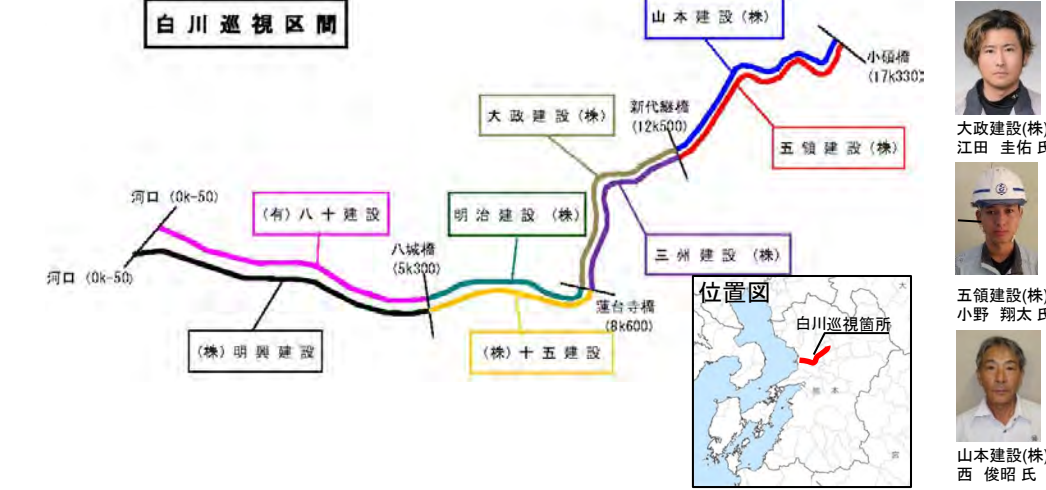 白川巡視区間
山本建設(株)
小磧橋
(17k330)
大政建設(株)
新代継橋
(12k500)
五領建設(株)
河口 (0k-50)
(有)八十建設
明治建設 (株)
八城橋
(5k300)
三州建設 (株)
河口 (0k-50)
蓮台寺橋
(8k600)
(株)明興建設
(株)十五建設
位置図
白川巡視箇所
熊本
大政建設(株)
江田 圭佑 氏
五領建設(株)
小野 翔太 氏
山本建設(株)
西 俊昭 氏